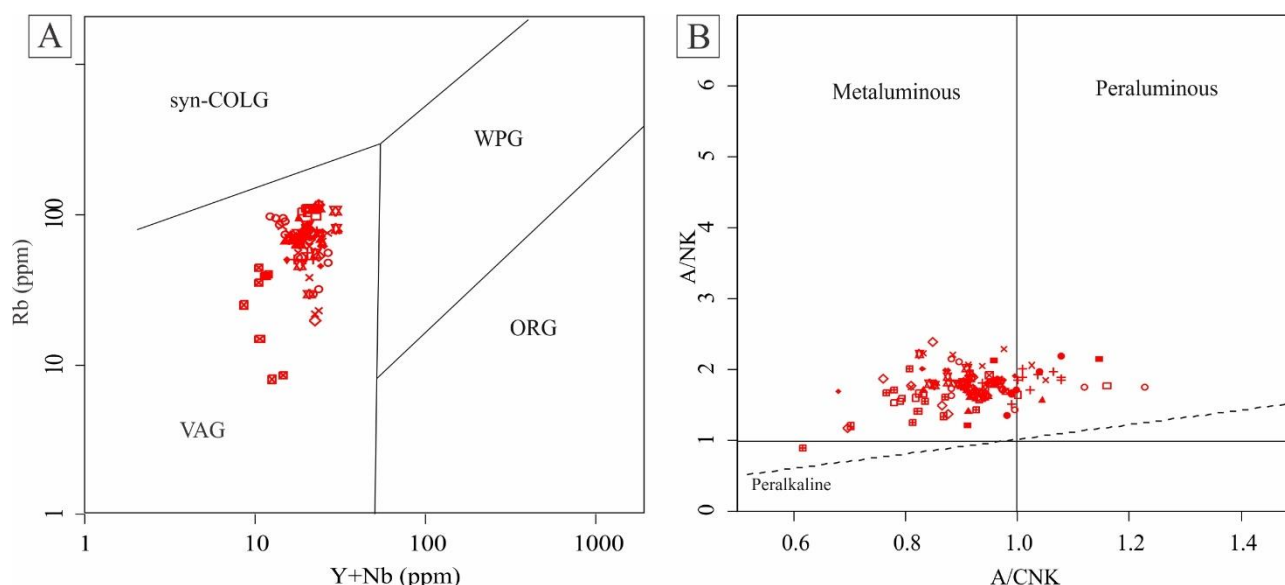 A
syn-COLG
WPG
ORG
VAG
Rb (ppm)
100
10
1
1
10
100
1000
Y+Nb (ppm)
B
Metaluminous
Peraluminous
Peralkaline
A/NK
6
5
4
3
2
1
0
0.6
0.8
1.0
1.2
1.4
A/CNK